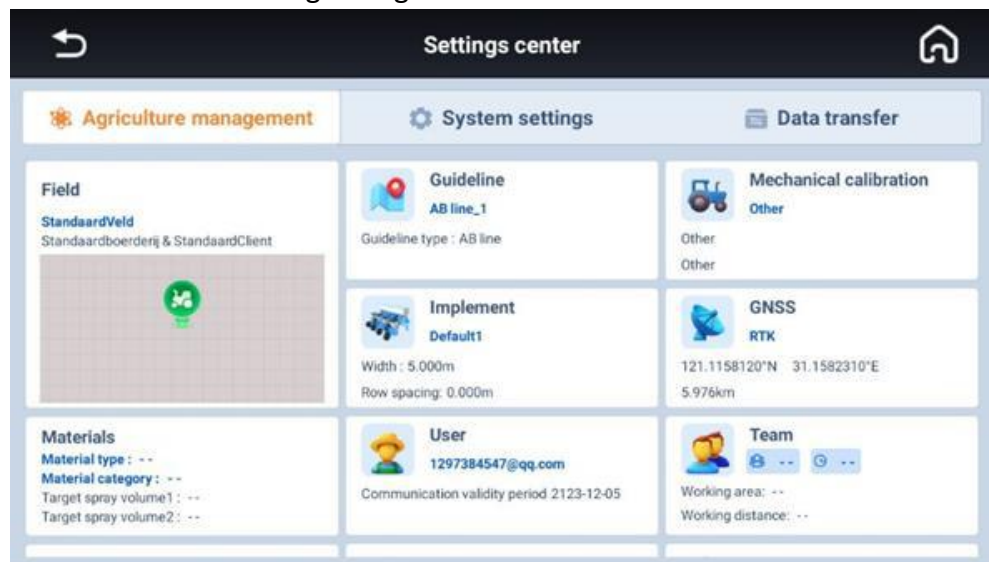 Settings center
Agriculture management
System settings
Data transfer
Field
StandaardVeld
Standaardboerderij & StandaardClient
Guideline
AB line_1
Guideline type : AB line
Mechanical calibration
Other
Other
Other
Implement
Default1
Width : 5.000m
Row spacing: 0.000m
GNSS
RTK
121.1158120°N 31.1582310°E
5.976km
Materials
Material type : --
Material category : --
Target spray volume1 : --
Target spray volume2 : --
User
1297384547@qq.com
Communication validity period 2123-12-05
Team
-- --
Working area: --
Working distance: --